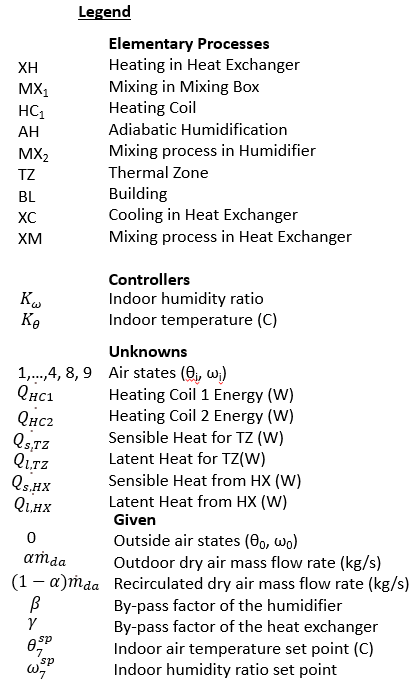 Legend
Elementary Processes
XH Heating in Heat Exchanger
MX₁ Mixing in Mixing Box
HC₁ Heating Coil
AH Adiabatic Humidification
MX₂ Mixing process in Humidifier
TZ Thermal Zone
BL Building
XC Cooling in Heat Exchanger
XM Mixing process in Heat Exchanger
Controllers
K_ω Indoor humidity ratio
K_θ Indoor temperature (C)
Unknowns
1,...,4, 8, 9 Air states (θᵢ, ωᵢ)
Q̇_HC1 Heating Coil 1 Energy (W)
Q̇_HC2 Heating Coil 2 Energy (W)
Q̇_s,TZ Sensible Heat for TZ (W)
Q̇_l,TZ Latent Heat for TZ(W)
Q̇_s,HX Sensible Heat from HX (W)
Q̇_l,HX Latent Heat from HX (W)
Given
0 Outside air states (θ₀, ω₀)
αṁ_da Outdoor dry air mass flow rate (kg/s)
(1 − α)ṁ_da Recirculated dry air mass flow rate (kg/s)
β By-pass factor of the humidifier
γ By-pass factor of the heat exchanger
θ₇^sp Indoor air temperature set point (C)
ω₇^sp Indoor humidity ratio set point